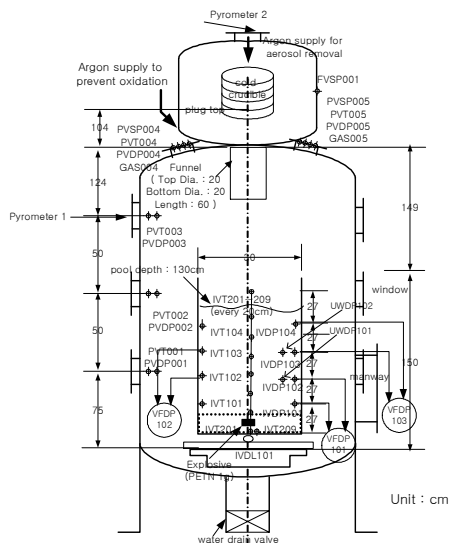 Pyrometer 2
Argon supply for
aerosol removal
Argon supply to
prevent oxidation
cold
crucible
FVSP001
plug top
PVSP005
PVT005
PVDP005
GAS005
104
PVSP004
PVT004
PVDP004
GAS004
Funnel
( Top Dia. : 20
Bottom Dia. : 20
Length : 60 )
124
149
Pyrometer 1
PVT003
PVDP003
50
30
pool depth : 130cm
window
IVT201~209
(every 20cm)
27
UWDP102
PVT002
PVDP002
IVT104
IVDP104
27
UWDP101
50
PVT001
PVDP001
IVT103
IVDP103
27
150
manway
IVT102
IVDP102
27
75
IVT101
IVDP101
27
VFDP
102
VFDP
103
IVT201
IVT209
VFDP
101
IVDL101
Explosive
(PETN 1g)
Unit : cm
water drain valve